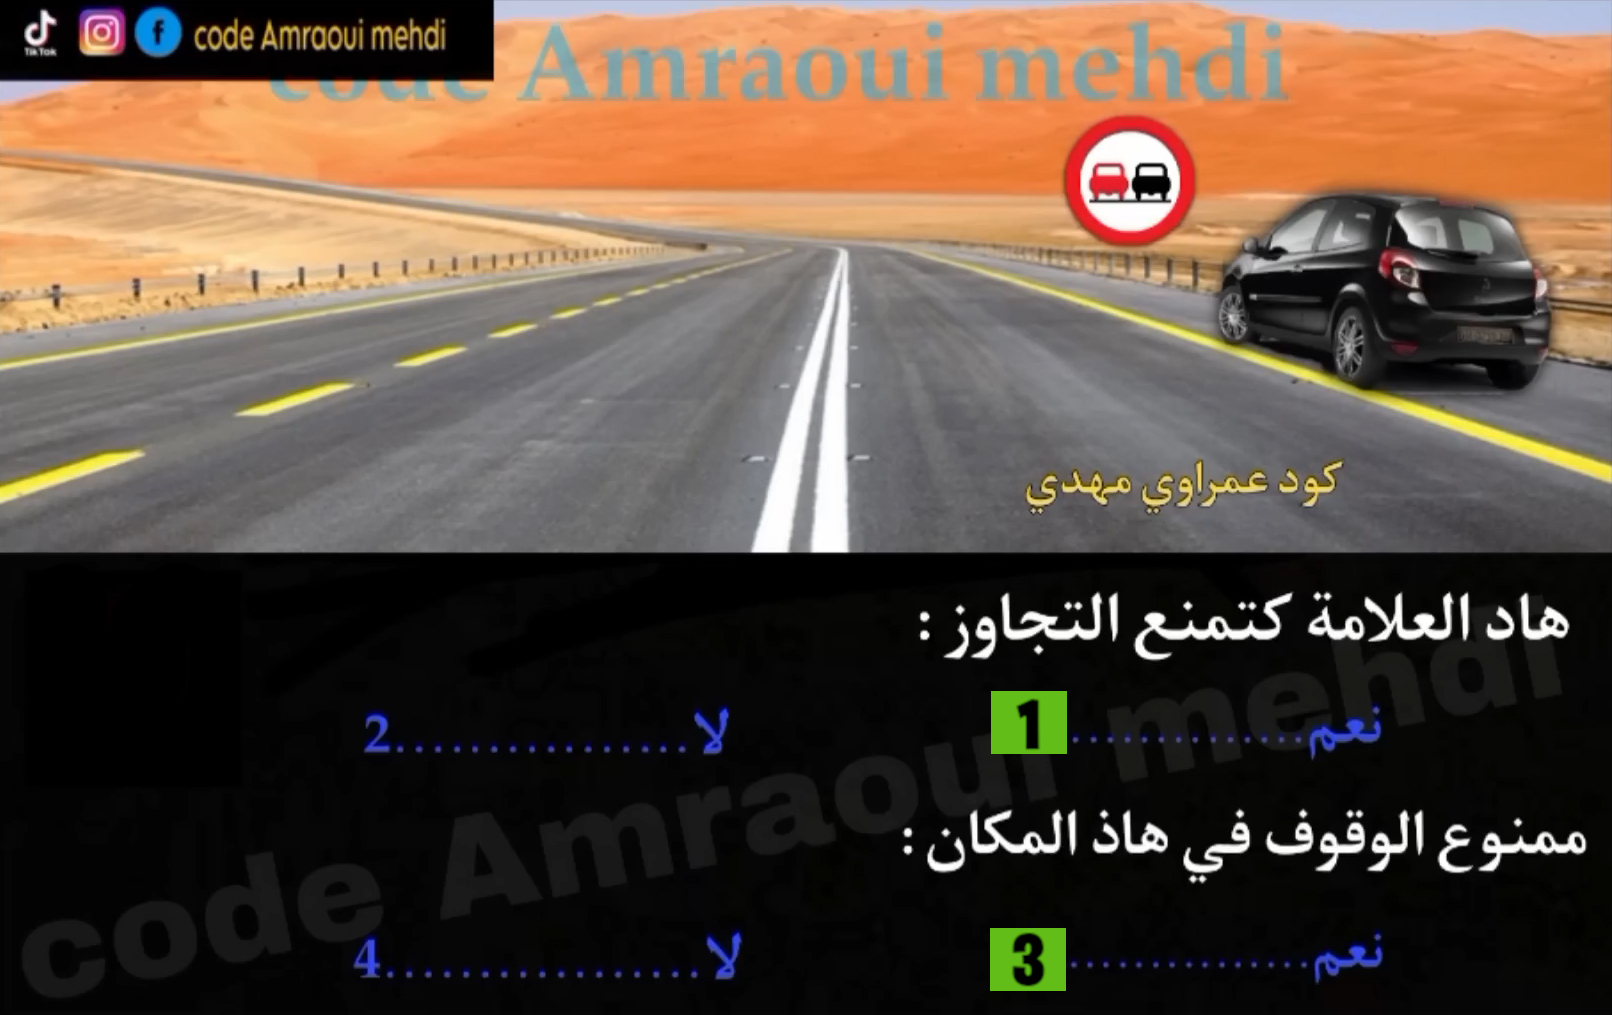 TikTok
code Amraoui mehdi
code Amraoui mehdi
كود عمراوي مهدي
هاد العلامة كتمنع التجاوز :
نعم...............1
لا................2
ممنوع الوقوف في هاذ المكان :
نعم...............3
لا..................4
code Amraoui mehdi